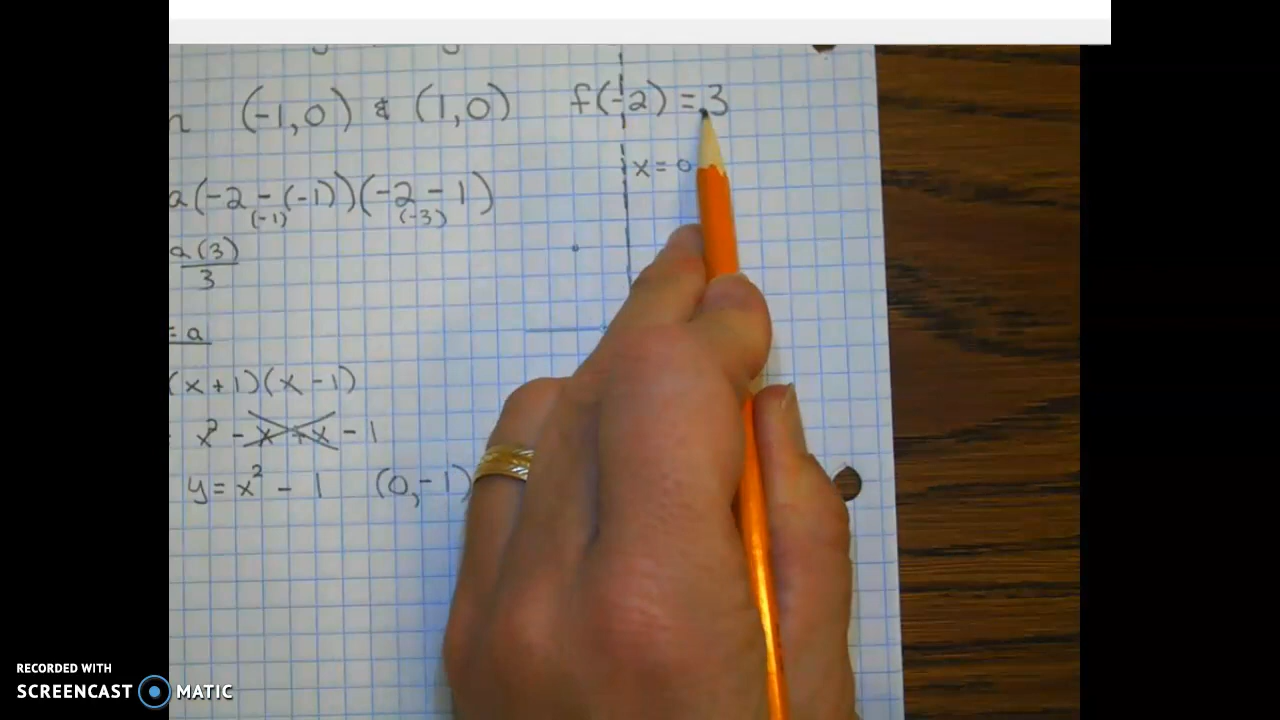 (-1,0) & (1,0) f(-2) = 3
x = 0
a(-2 - (-1))(-2 - 1)
(-1) (-3)
a(3)
3
= a
(x+1)(x-1)
x² - x + x - 1
y = x² - 1 (0,-1)
RECORDED WITH
SCREENCAST MATIC